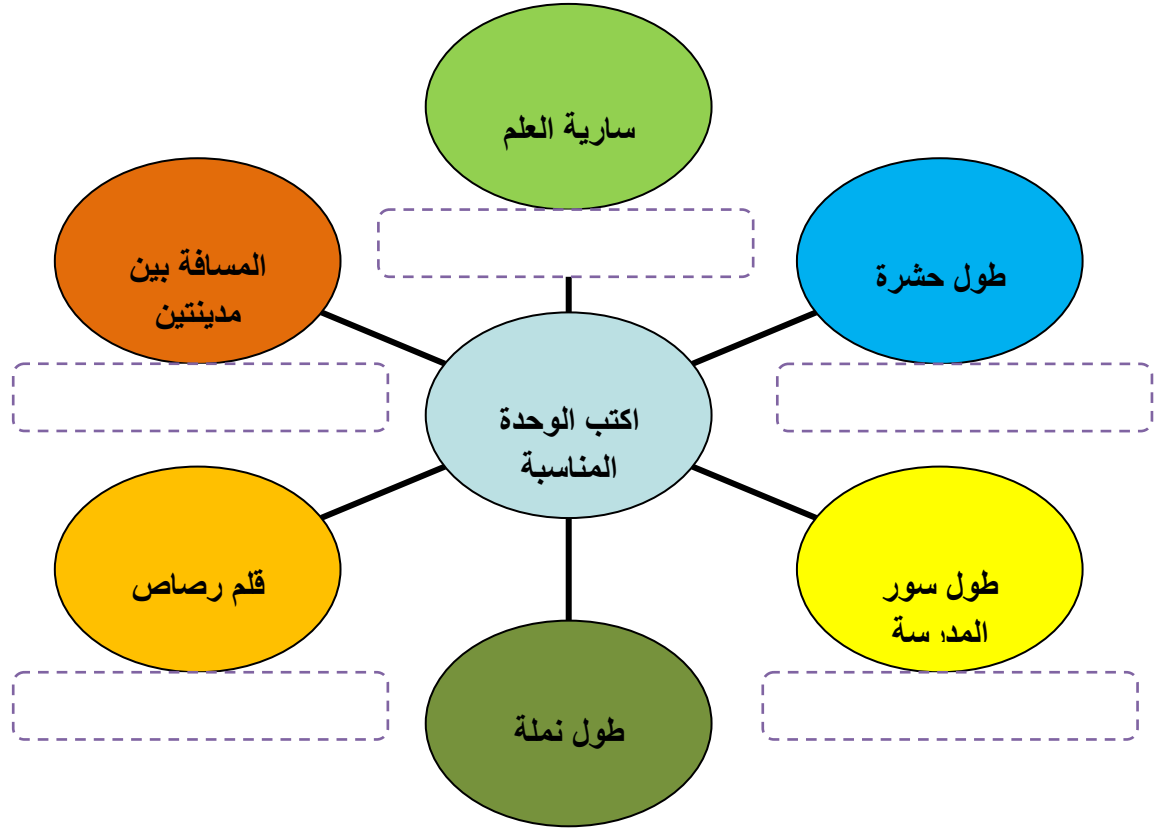 سارية العلم
طول حشرة
المسافة بين
مدينتين
اكتب الوحدة
المناسبة
طول سور
المدرسة
قلم رصاص
طول نملة